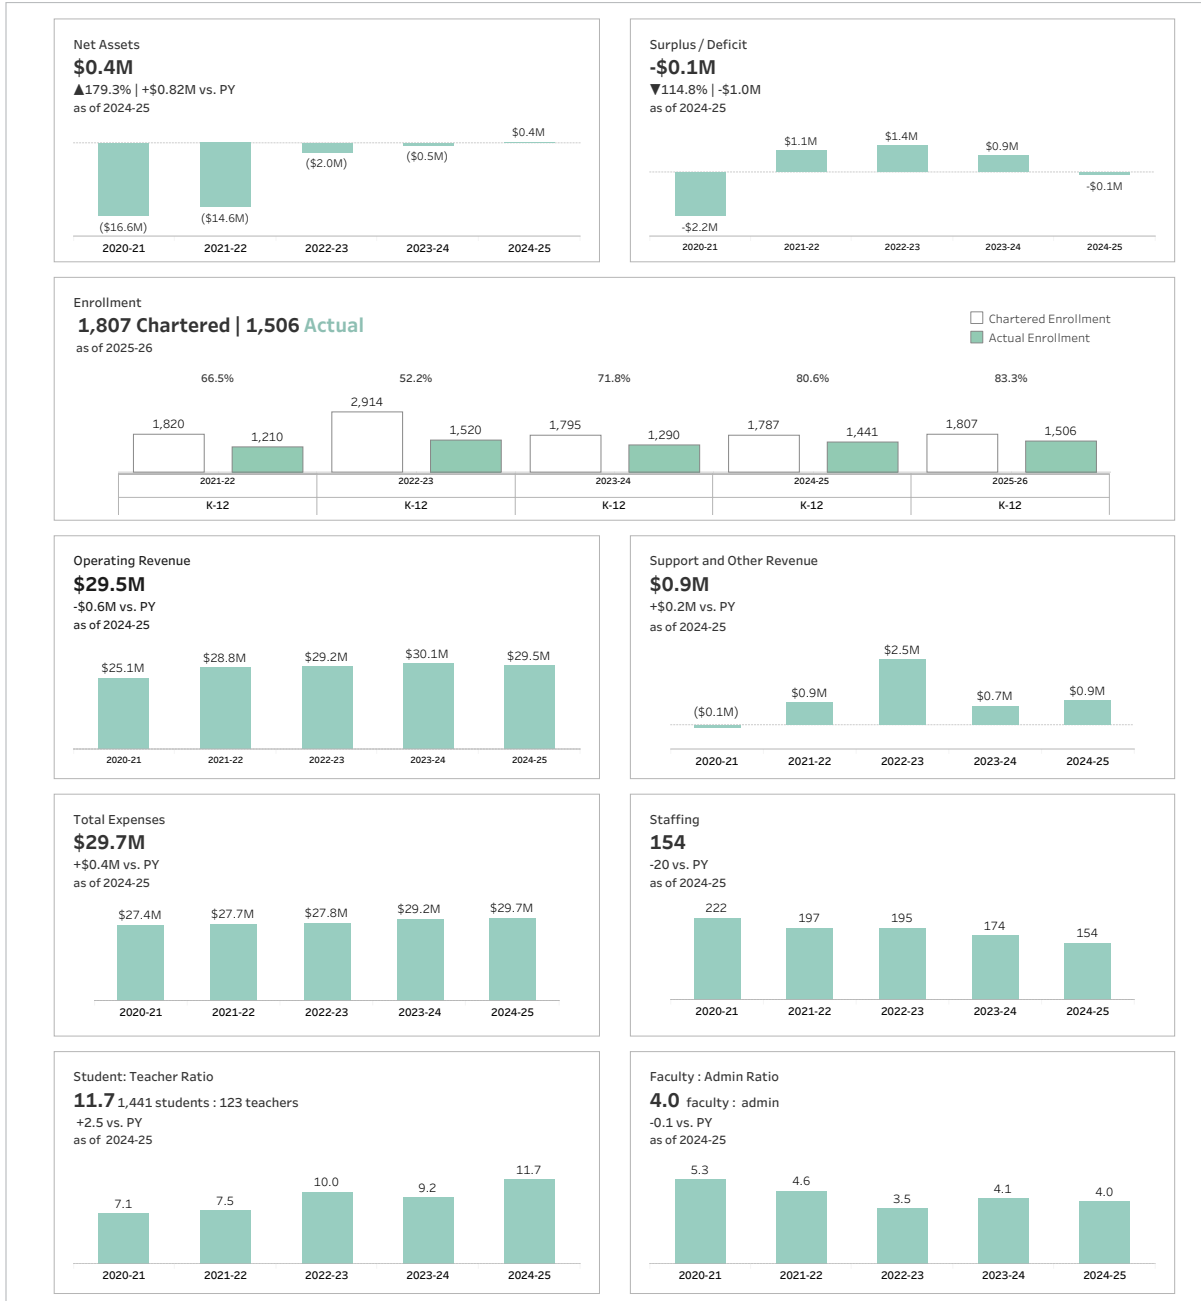 Net Assets
$0.4M
▲179.3% | +$0.82M vs. PY
as of 2024-25
$0.4M
($2.0M)
($0.5M)
($16.6M)
($14.6M)
2020-21 2021-22 2022-23 2023-24 2024-25
Surplus / Deficit
-$0.1M
▼114.8% | -$1.0M
as of 2024-25
$1.1M $1.4M $0.9M
-$0.1M
-$2.2M
2020-21 2021-22 2022-23 2023-24 2024-25
Enrollment
1,807 Chartered | 1,506 Actual
as of 2025-26
Chartered Enrollment
Actual Enrollment
66.5% 52.2% 71.8% 80.6% 83.3%
1,820 1,210 2,914 1,520 1,795 1,290 1,787 1,441 1,807 1,506
2021-22 2022-23 2023-24 2024-25 2025-26
K-12 K-12 K-12 K-12 K-12
Operating Revenue
$29.5M
-$0.6M vs. PY
as of 2024-25
$25.1M $28.8M $29.2M $30.1M $29.5M
2020-21 2021-22 2022-23 2023-24 2024-25
Support and Other Revenue
$0.9M
+$0.2M vs. PY
as of 2024-25
($0.1M) $0.9M $2.5M $0.7M $0.9M
2020-21 2021-22 2022-23 2023-24 2024-25
Total Expenses
$29.7M
+$0.4M vs. PY
as of 2024-25
$27.4M $27.7M $27.8M $29.2M $29.7M
2020-21 2021-22 2022-23 2023-24 2024-25
Staffing
154
-20 vs. PY
as of 2024-25
222 197 195 174 154
2020-21 2021-22 2022-23 2023-24 2024-25
Student: Teacher Ratio
11.7 1,441 students : 123 teachers
+2.5 vs. PY
as of 2024-25
7.1 7.5 10.0 9.2 11.7
2020-21 2021-22 2022-23 2023-24 2024-25
Faculty : Admin Ratio
4.0 faculty : admin
-0.1 vs. PY
as of 2024-25
5.3 4.6 3.5 4.1 4.0
2020-21 2021-22 2022-23 2023-24 2024-25